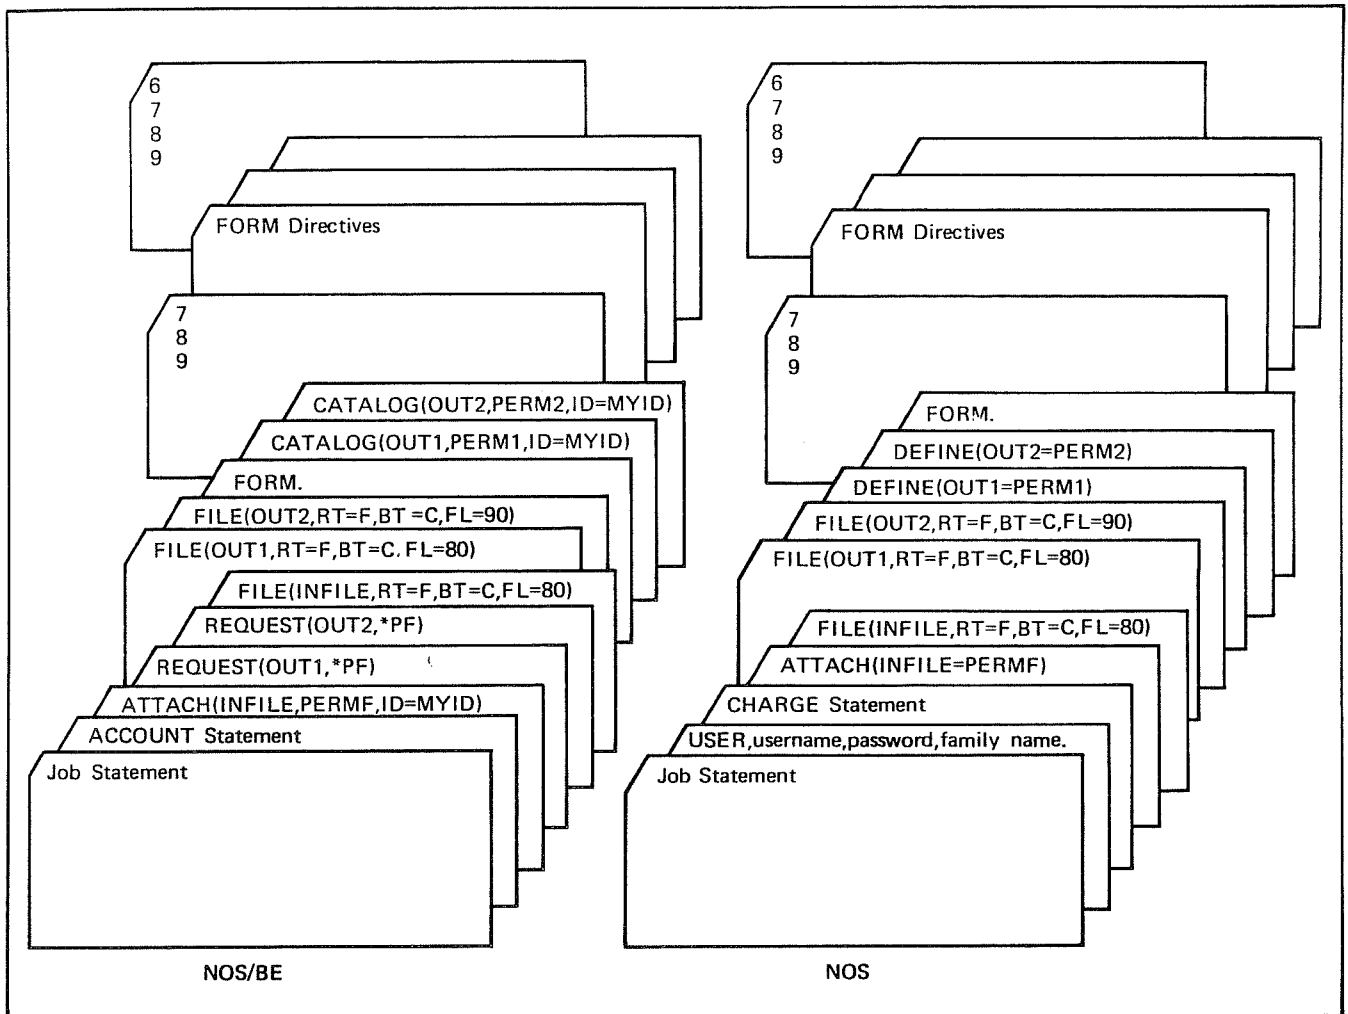 6
7
8
9
FORM Directives
7
8
9
CATALOG(OUT2,PERM2,ID=MYID)
CATALOG(OUT1,PERM1,ID=MYID)
FORM.
FILE(OUT2,RT=F,BT=C,FL=90)
FILE(OUT1,RT=F,BT=C.FL=80)
FILE(INFILE,RT=F,BT=C,FL=80)
REQUEST(OUT2,*PF)
REQUEST(OUT1,*PF)
ATTACH(INFILE,PERMF,ID=MYID)
ACCOUNT Statement
Job Statement
NOS/BE
6
7
8
9
FORM Directives
7
8
9
FORM.
DEFINE(OUT2=PERM2)
DEFINE(OUT1=PERM1)
FILE(OUT2,RT=F,BT=C,FL=90)
FILE(OUT1,RT=F,BT=C,FL=80)
FILE(INFILE,RT=F,BT=C,FL=80)
ATTACH(INFILE=PERMF)
CHARGE Statement
USER,username,password,family name.
Job Statement
NOS